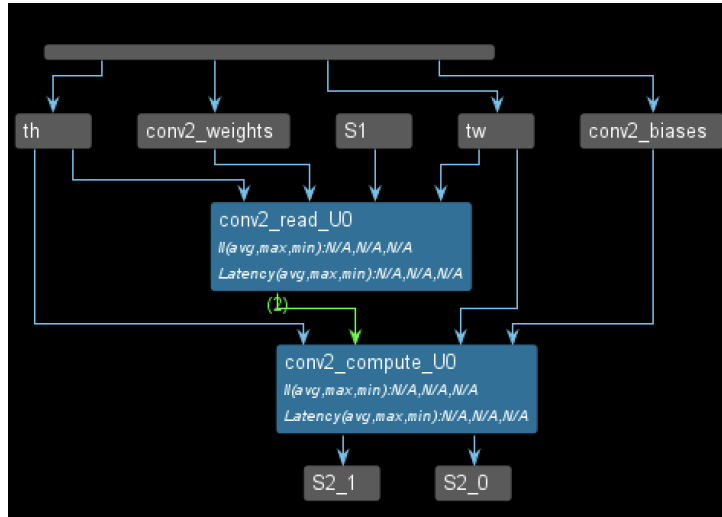 th
conv2_weights
S1
tw
conv2_biases
conv2_read_U0
II(avg,max,min):N/A,N/A,N/A
Latency(avg,max,min):N/A,N/A,N/A
conv2_compute_U0
II(avg,max,min):N/A,N/A,N/A
Latency(avg,max,min):N/A,N/A,N/A
S2_1
S2_0